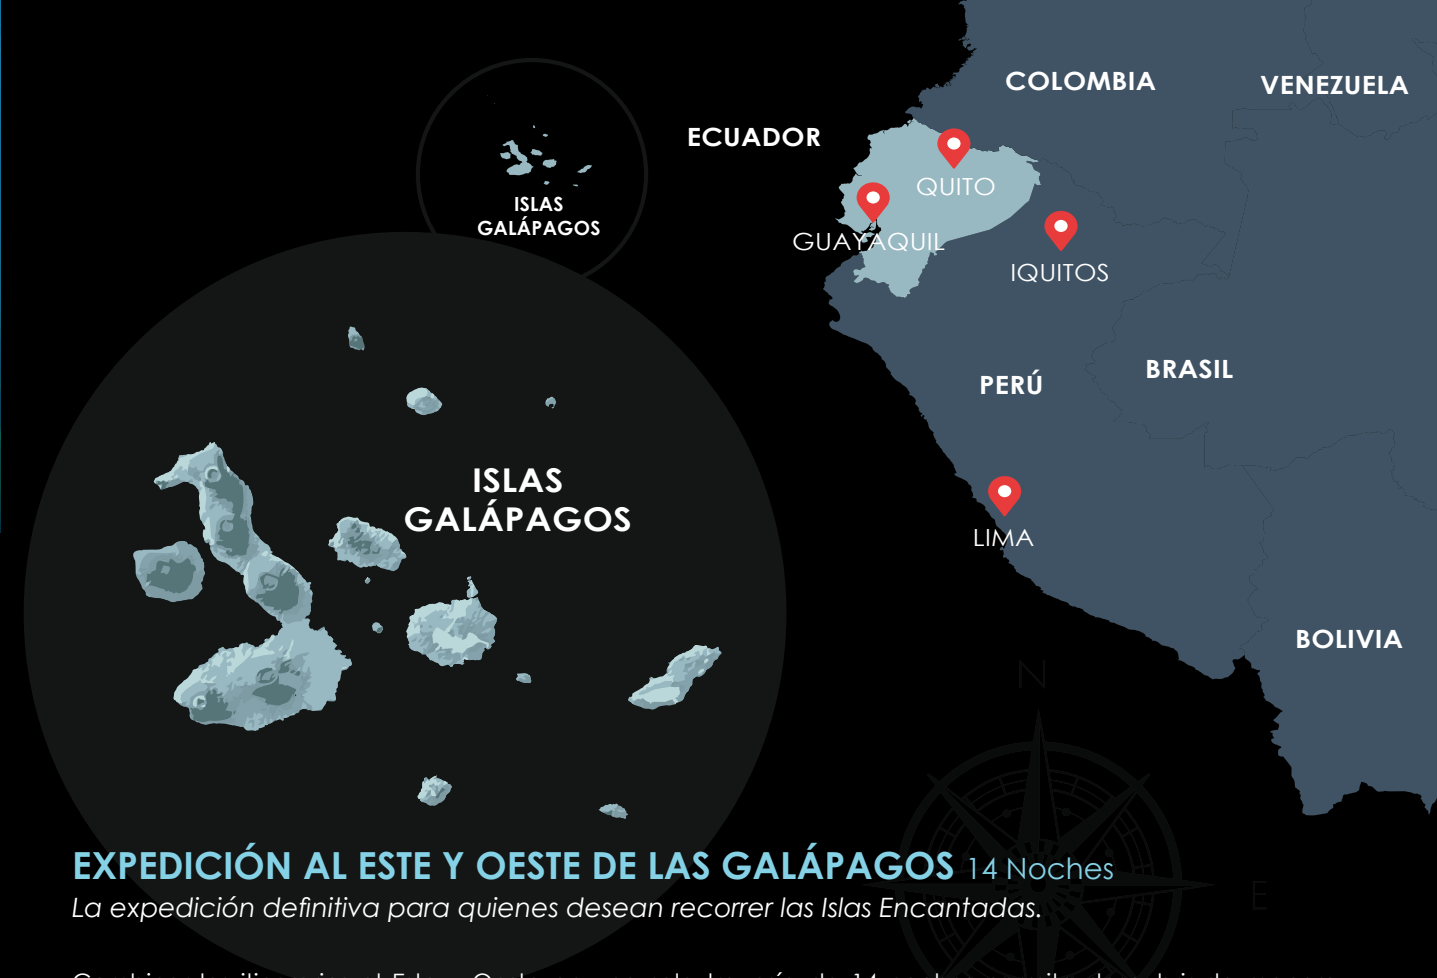 COLOMBIA
VENEZUELA
ECUADOR
QUITO
ISLAS
GALÁPAGOS
GUAYAQUIL
IQUITOS
BRASIL
PERÚ
ISLAS
GALÁPAGOS
LIMA
BOLIVIA
N
EXPEDICIÓN AL ESTE Y OESTE DE LAS GALÁPAGOS 14 Noches
E
La expedición definitiva para quienes desean recorrer las Islas Encantadas.